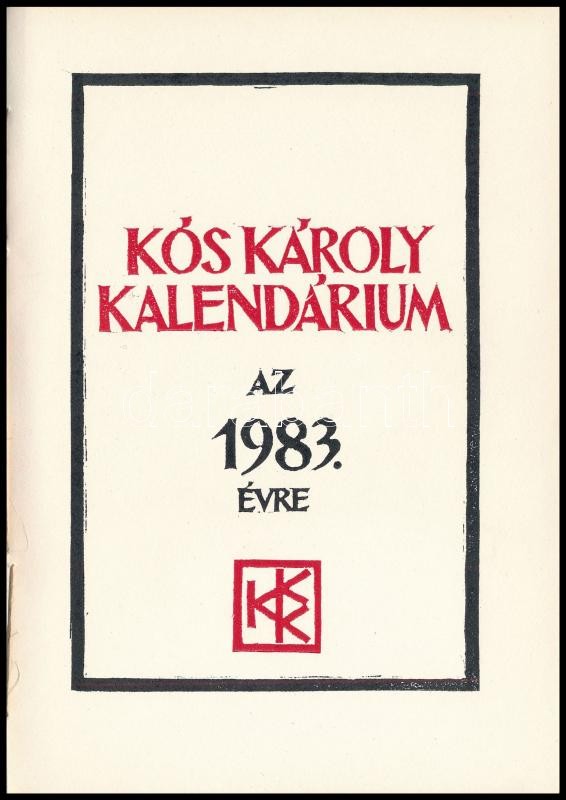 KÓS KÁROLY
KALENDÁRIUM
AZ
1983.
ÉVRE